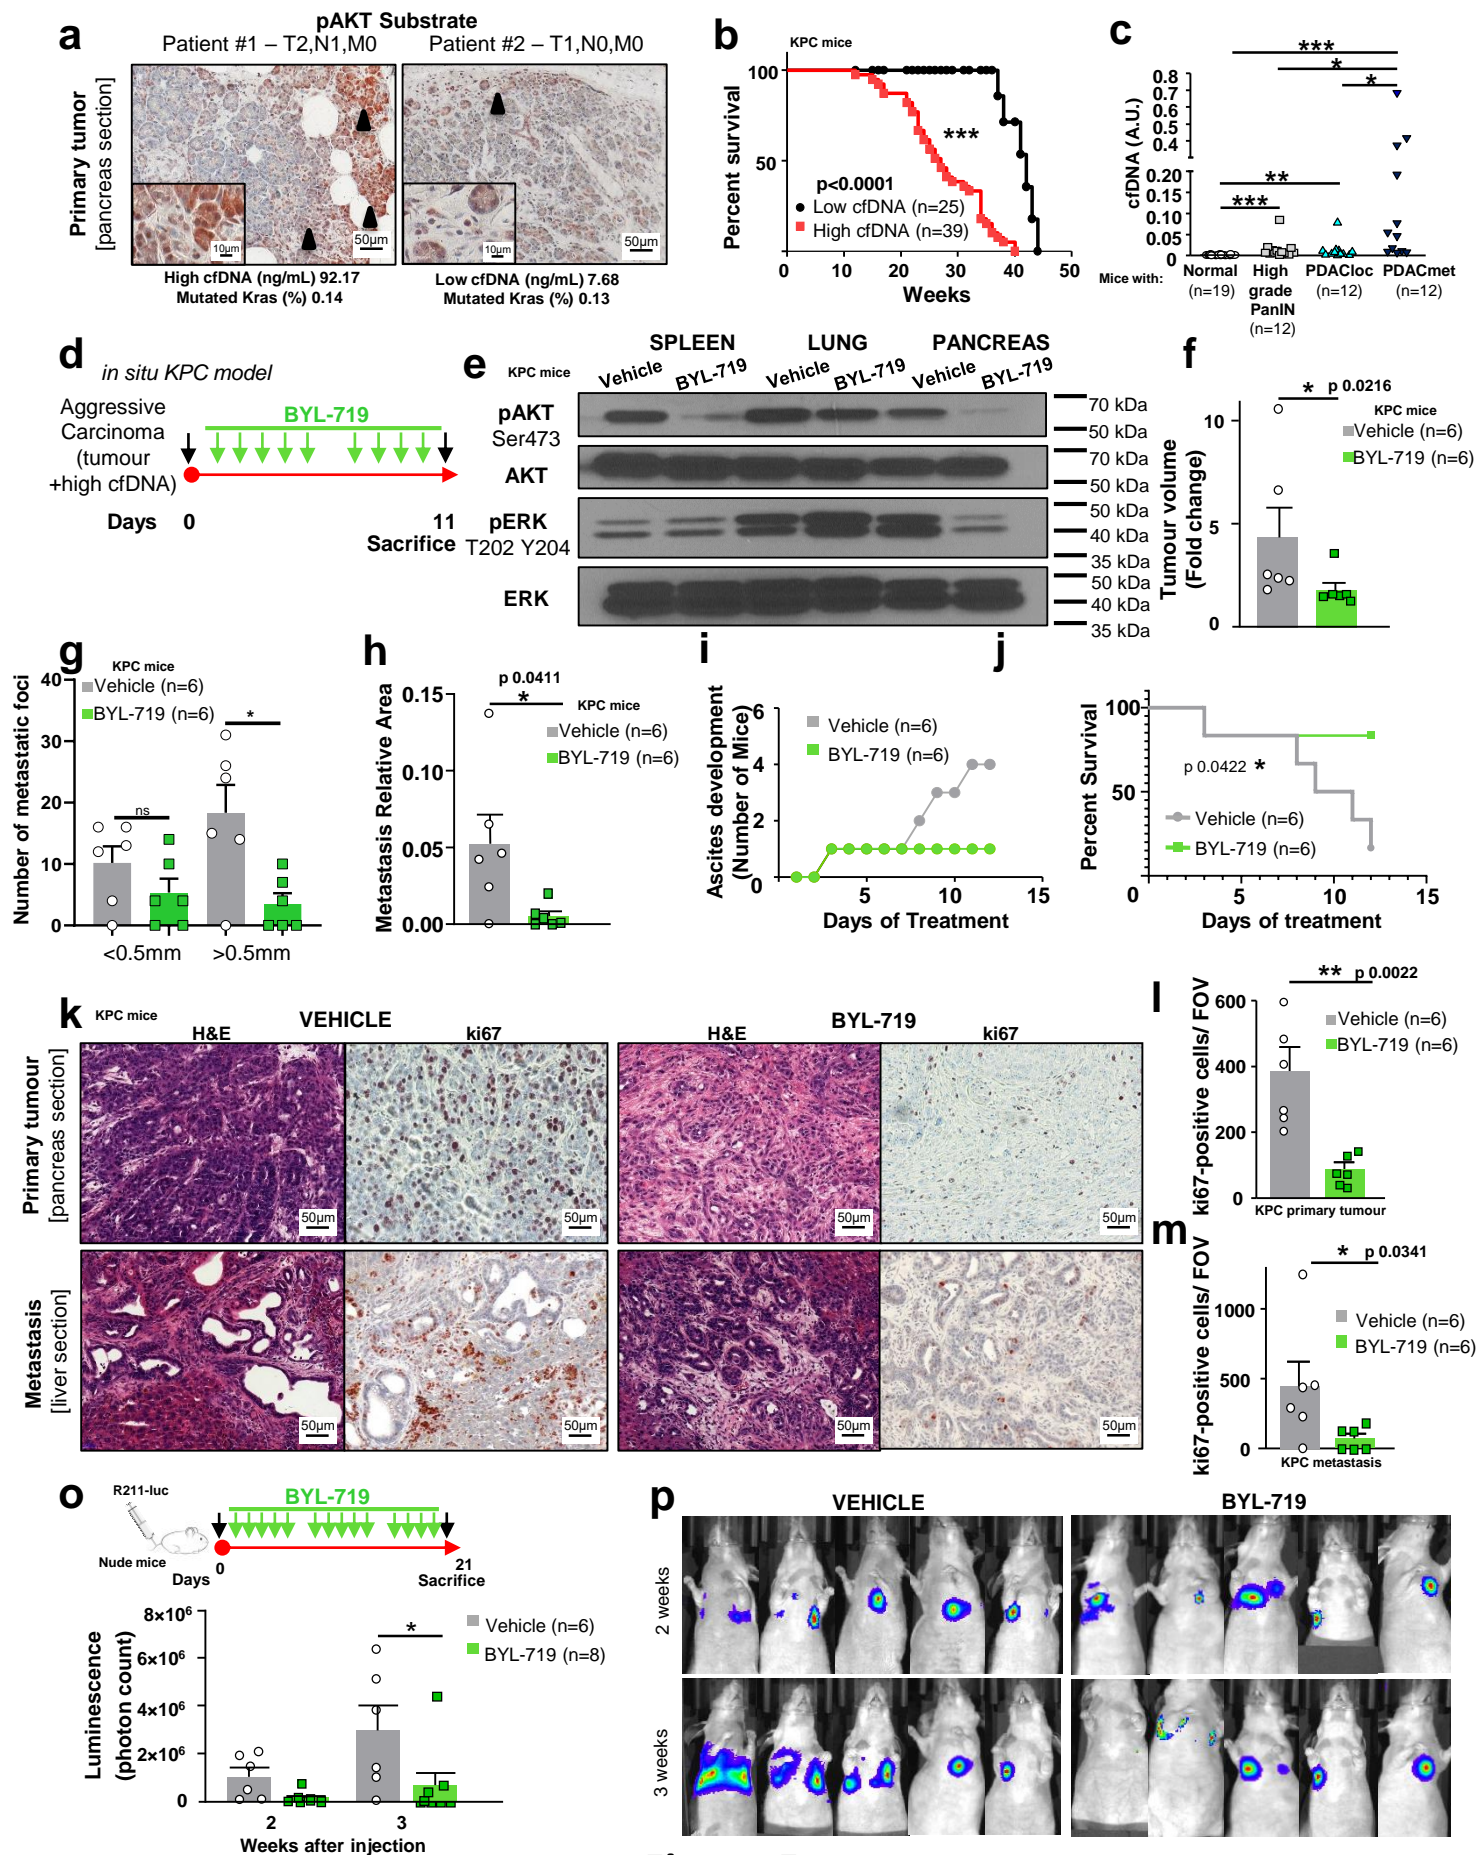 a
pAKT Substrate
Patient #1 – T2,N1,M0
Patient #2 – T1,N0,M0
Primary tumor
[pancreas section]
10µm
50µm
10µm
50µm
High cfDNA (ng/mL) 92.17
Mutated Kras (%) 0.14
Low cfDNA (ng/mL) 7.68
Mutated Kras (%) 0.13
b
KPC mice
Percent survival
100
50
0
***
p<0.0001
Low cfDNA (n=25)
High cfDNA (n=39)
0 10 20 30 40 50
Weeks
c
***
*
*
cfDNA (A.U.)
0.8
0.7
0.6
0.5
0.4
0.20
0.15
0.10
0.05
0
**
***
Mice with:
Normal
(n=19)
High
grade
PanIN
(n=12)
PDACloc
(n=12)
PDACmet
(n=12)
d
in situ KPC model
Aggressive
Carcinoma
(tumour
+high cfDNA)
BYL-719
Days 0
11
Sacrifice
e
KPC mice
SPLEEN LUNG PANCREAS
Vehicle BYL-719 Vehicle BYL-719 Vehicle BYL-719
pAKT
Ser473
AKT
pERK
T202 Y204
ERK
70 kDa
50 kDa
70 kDa
50 kDa
50 kDa
40 kDa
35 kDa
50 kDa
40 kDa
35 kDa
f
* p 0.0216
KPC mice
Vehicle (n=6)
BYL-719 (n=6)
Tumour volume
(Fold change)
10
5
0
g
KPC mice
Vehicle (n=6)
BYL-719 (n=6)
Number of metastatic foci
40
30
20
10
0
ns
*
<0.5mm >0.5mm
h
p 0.0411
*
KPC mice
Vehicle (n=6)
BYL-719 (n=6)
Metastasis Relative Area
0.15
0.10
0.05
0.00
i
Ascites development
(Number of Mice)
6
4
2
0
Vehicle (n=6)
BYL-719 (n=6)
5 10 15
Days of Treatment
j
Percent Survival
100
50
0
p 0.0422 *
Vehicle (n=6)
BYL-719 (n=6)
5 10 15
Days of treatment
k
KPC mice
VEHICLE
BYL-719
H&E ki67 H&E ki67
Primary tumour
[pancreas section]
50µm 50µm 50µm 50µm
Metastasis
[liver section]
50µm 50µm 50µm 50µm
l
** p 0.0022
Vehicle (n=6)
BYL-719 (n=6)
ki67-positive cells/ FOV
600
400
200
0
KPC primary tumour
m
* p 0.0341
Vehicle (n=6)
BYL-719 (n=6)
ki67-positive cells/ FOV
1000
500
0
KPC metastasis
o
R211-luc
Nude mice
BYL-719
Days
0
21
Sacrifice
Luminescence
(photon count)
8×10⁶
6×10⁶
4×10⁶
2×10⁶
0
*
Vehicle (n=6)
BYL-719 (n=8)
2 3
Weeks after injection
p
VEHICLE
BYL-719
2 weeks
3 weeks